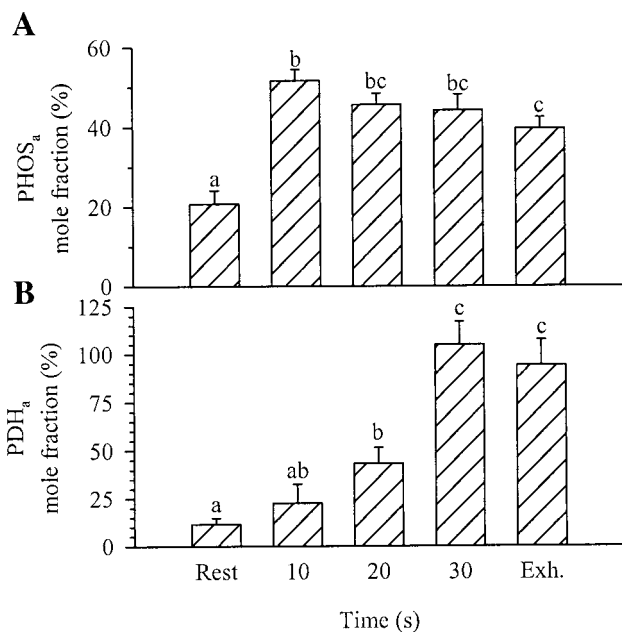 A
PHOSa
mole fraction (%)
60
40
20
0
a
b
bc
bc
c
B
PDHa
mole fraction (%)
125
100
75
50
25
0
a
ab
b
c
c
Rest 10 20 30 Exh.
Time (s)